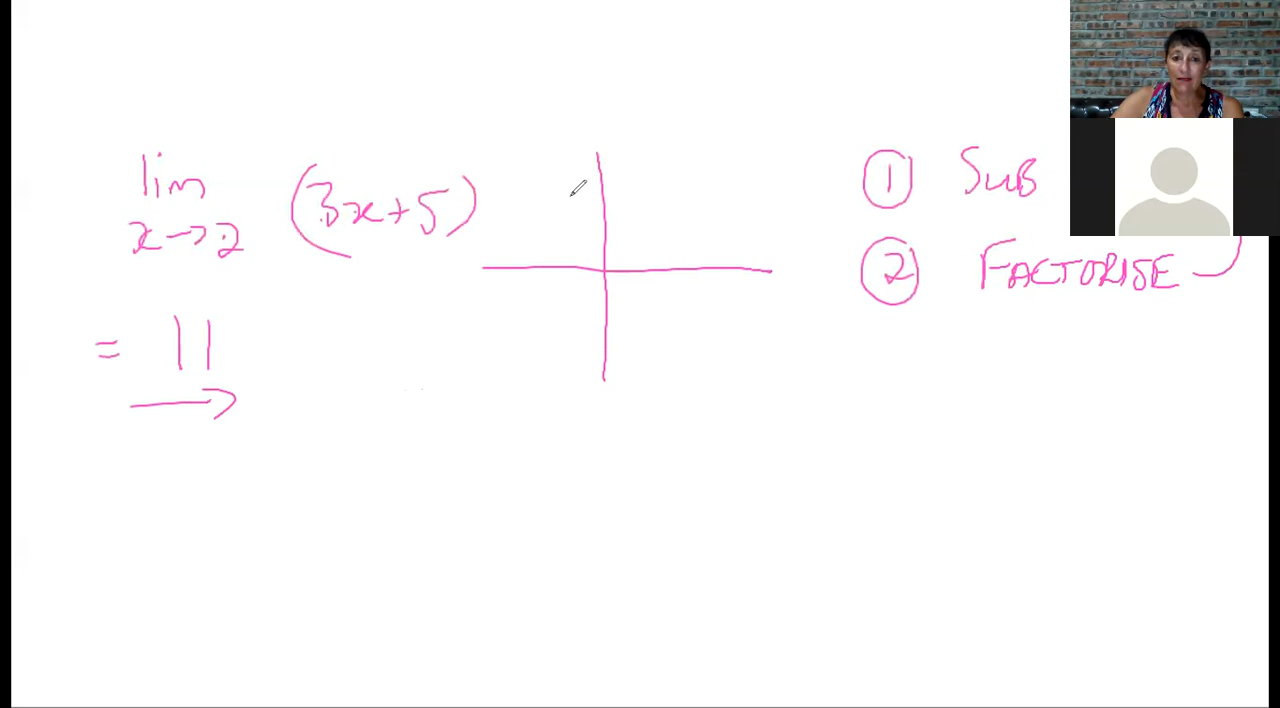 lim
x→2 (3x+5)
= 11
① SUB
② FACTORISE